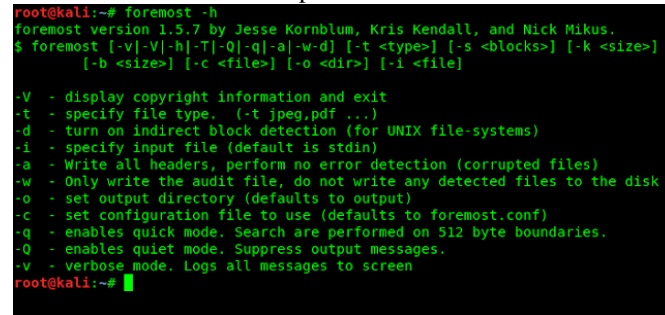 root@kali:~# foremost -h
foremost version 1.5.7 by Jesse Kornblum, Kris Kendall, and Nick Mikus.
$ foremost [-v|-V|-h|-T|-Q|-q|-a|-w-d] [-t <type>] [-s <blocks>] [-k <size>]
        [-b <size>] [-c <file>] [-o <dir>] [-i <file]

-V  - display copyright information and exit
-t  - specify file type.  (-t jpeg,pdf ...)
-d  - turn on indirect block detection (for UNIX file-systems)
-i  - specify input file (default is stdin)
-a  - Write all headers, perform no error detection (corrupted files)
-w  - Only write the audit file, do not write any detected files to the disk
-o  - set output directory (defaults to output)
-c  - set configuration file to use (defaults to foremost.conf)
-q  - enables quick mode. Search are performed on 512 byte boundaries.
-Q  - enables quiet mode. Suppress output messages.
-v  - verbose mode. Logs all messages to screen
root@kali:~#